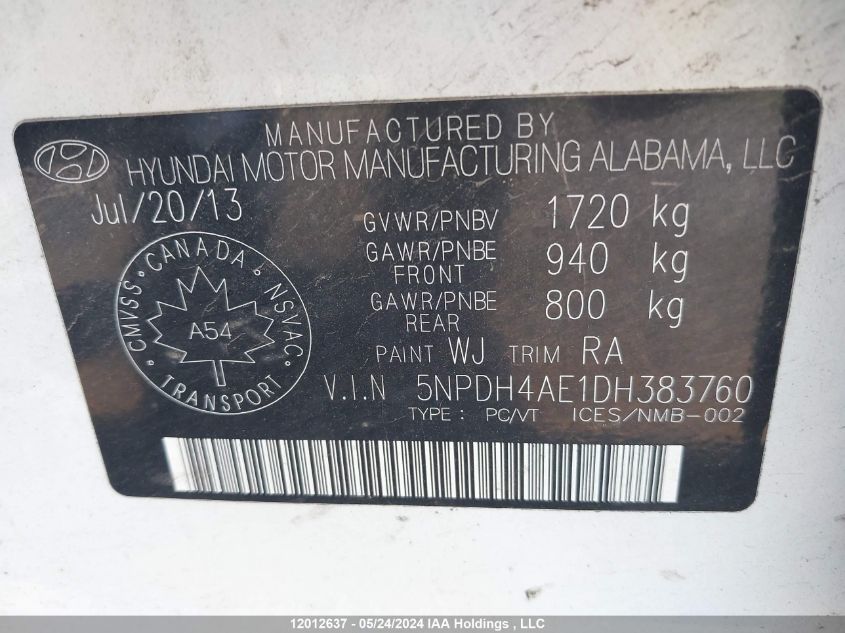 MANUFACTURED BY
HYUNDAI MOTOR MANUFACTURING ALABAMA, LLC
Jul/20/13
GVWR/PNBV 1720 kg
GAWR/PNBE FRONT 940 kg
GAWR/PNBE REAR 800 kg
CANADA
CMVSS NSVAC
A54
TRANSPORT
PAINT WJ TRIM RA
V.I.N 5NPDH4AE1DH383760
TYPE: PC/VT ICES/NMB-002
12012637 - 05/24/2024 IAA Holdings , LLC